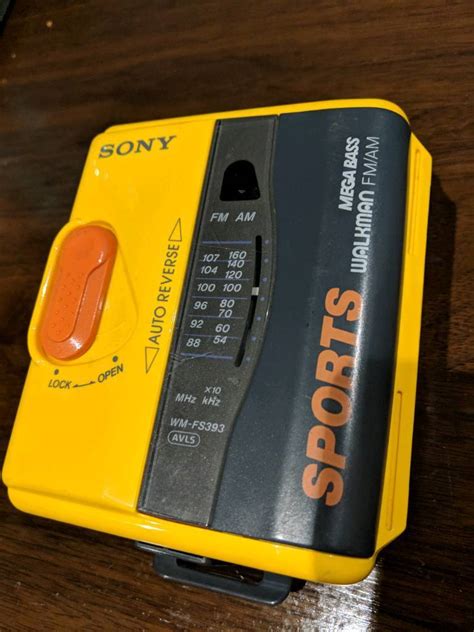 SONY
AUTO REVERSE
LOCK OPEN
FM AM
107 160
140
104 120
100 100
96 80
70
92 60
88 54
x10
MHz kHz
WM-FS393
AVLS
SPORTS
MEGA BASS
WALKMAN FM/AM